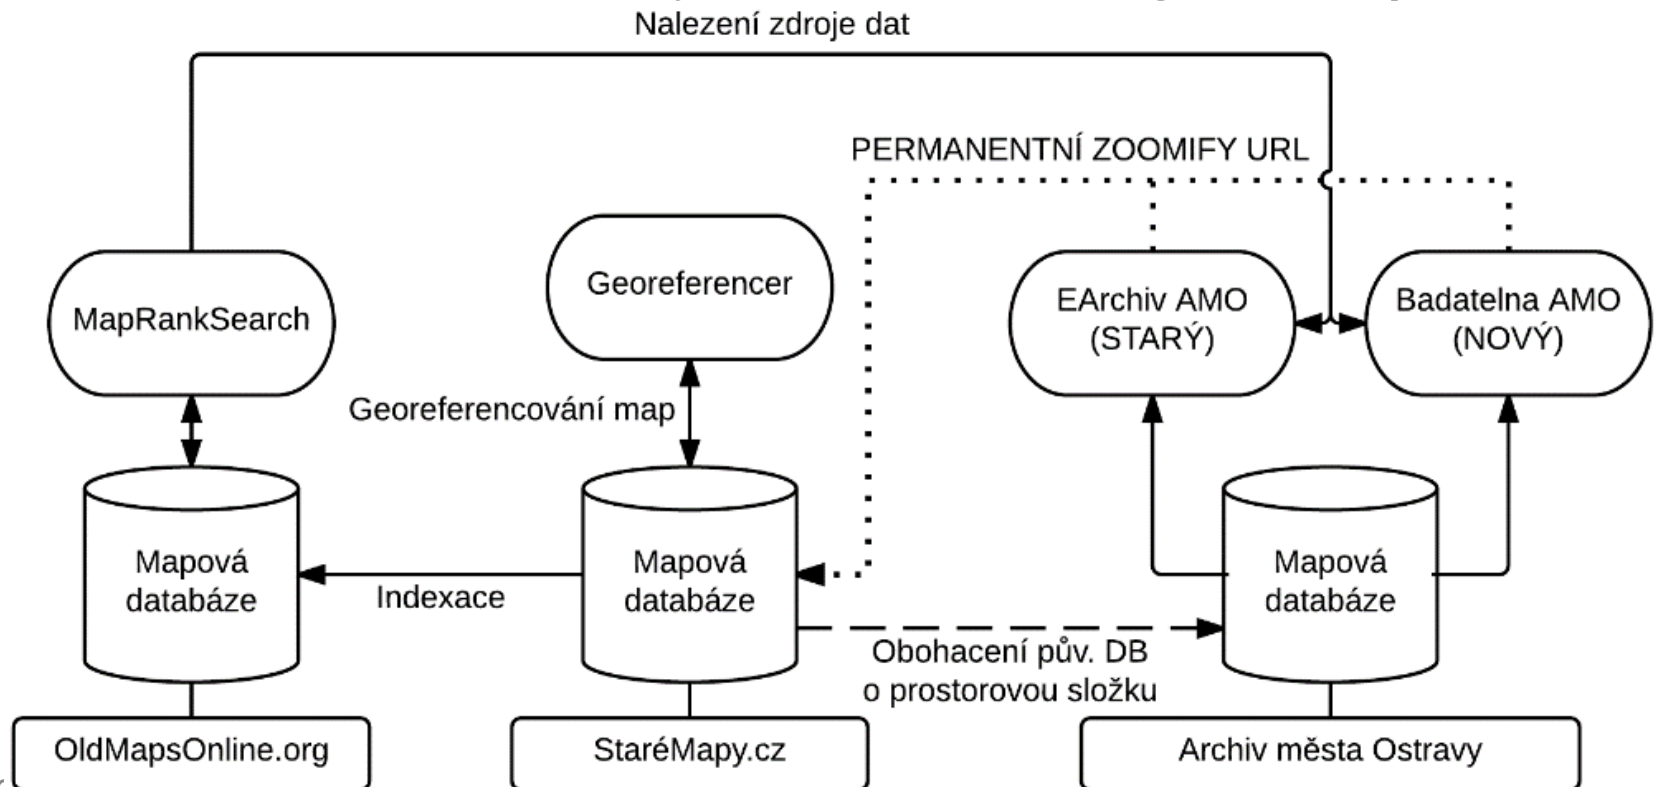 Nalezení zdroje dat
PERMANENTNÍ ZOOMIFY URL
MapRankSearch
Georeferencer
EArchiv AMO
(STARÝ)
Badatelna AMO
(NOVÝ)
Georeferencování map
Mapová
databáze
Indexace
Mapová
databáze
Obohacení pův. DB
o prostorovou složku
Mapová
databáze
OldMapsOnline.org
StaréMapy.cz
Archiv města Ostravy